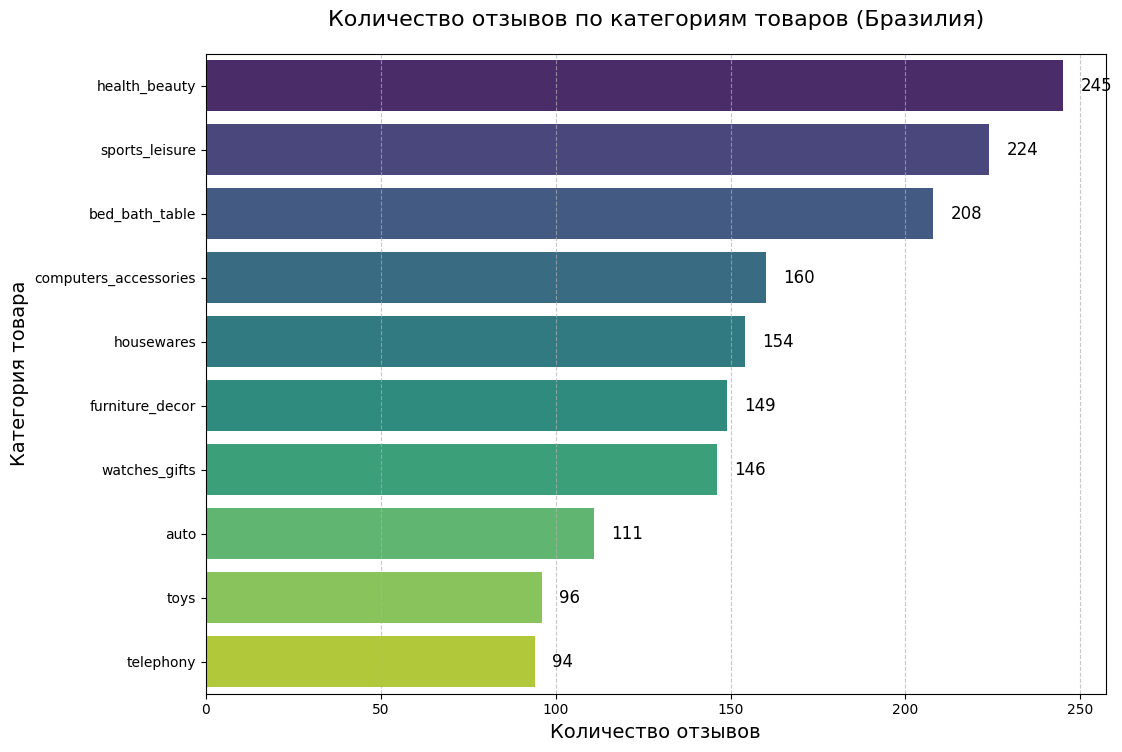 Количество отзывов по категориям товаров (Бразилия)
health_beauty
245
sports_leisure
224
bed_bath_table
208
computers_accessories
160
housewares
154
furniture_decor
149
watches_gifts
146
auto
111
toys
96
telephony
94
0
50
100
150
200
250
Количество отзывов
Категория товара